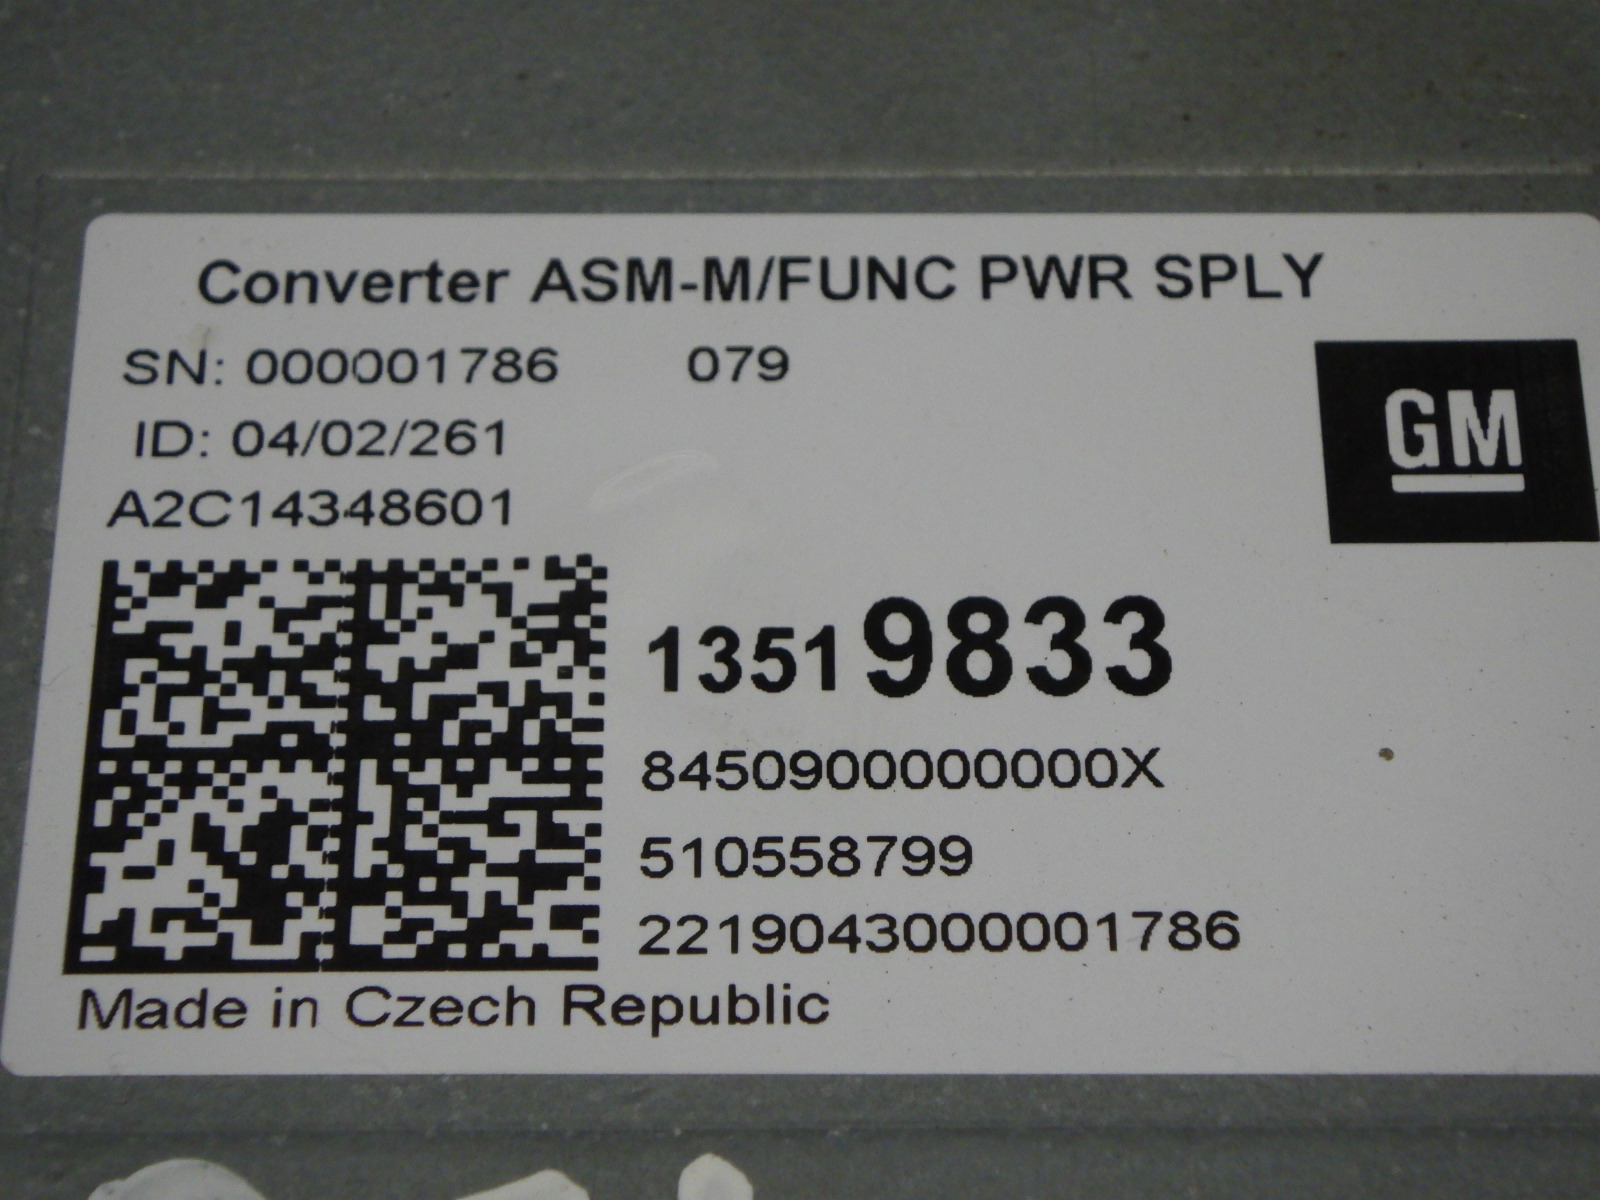 Converter ASM-M/FUNC PWR SPLY
SN: 000001786 079
ID: 04/02/261
A2C14348601
GM
13519833
8450900000000X
510558799
2219043000001786
Made in Czech Republic